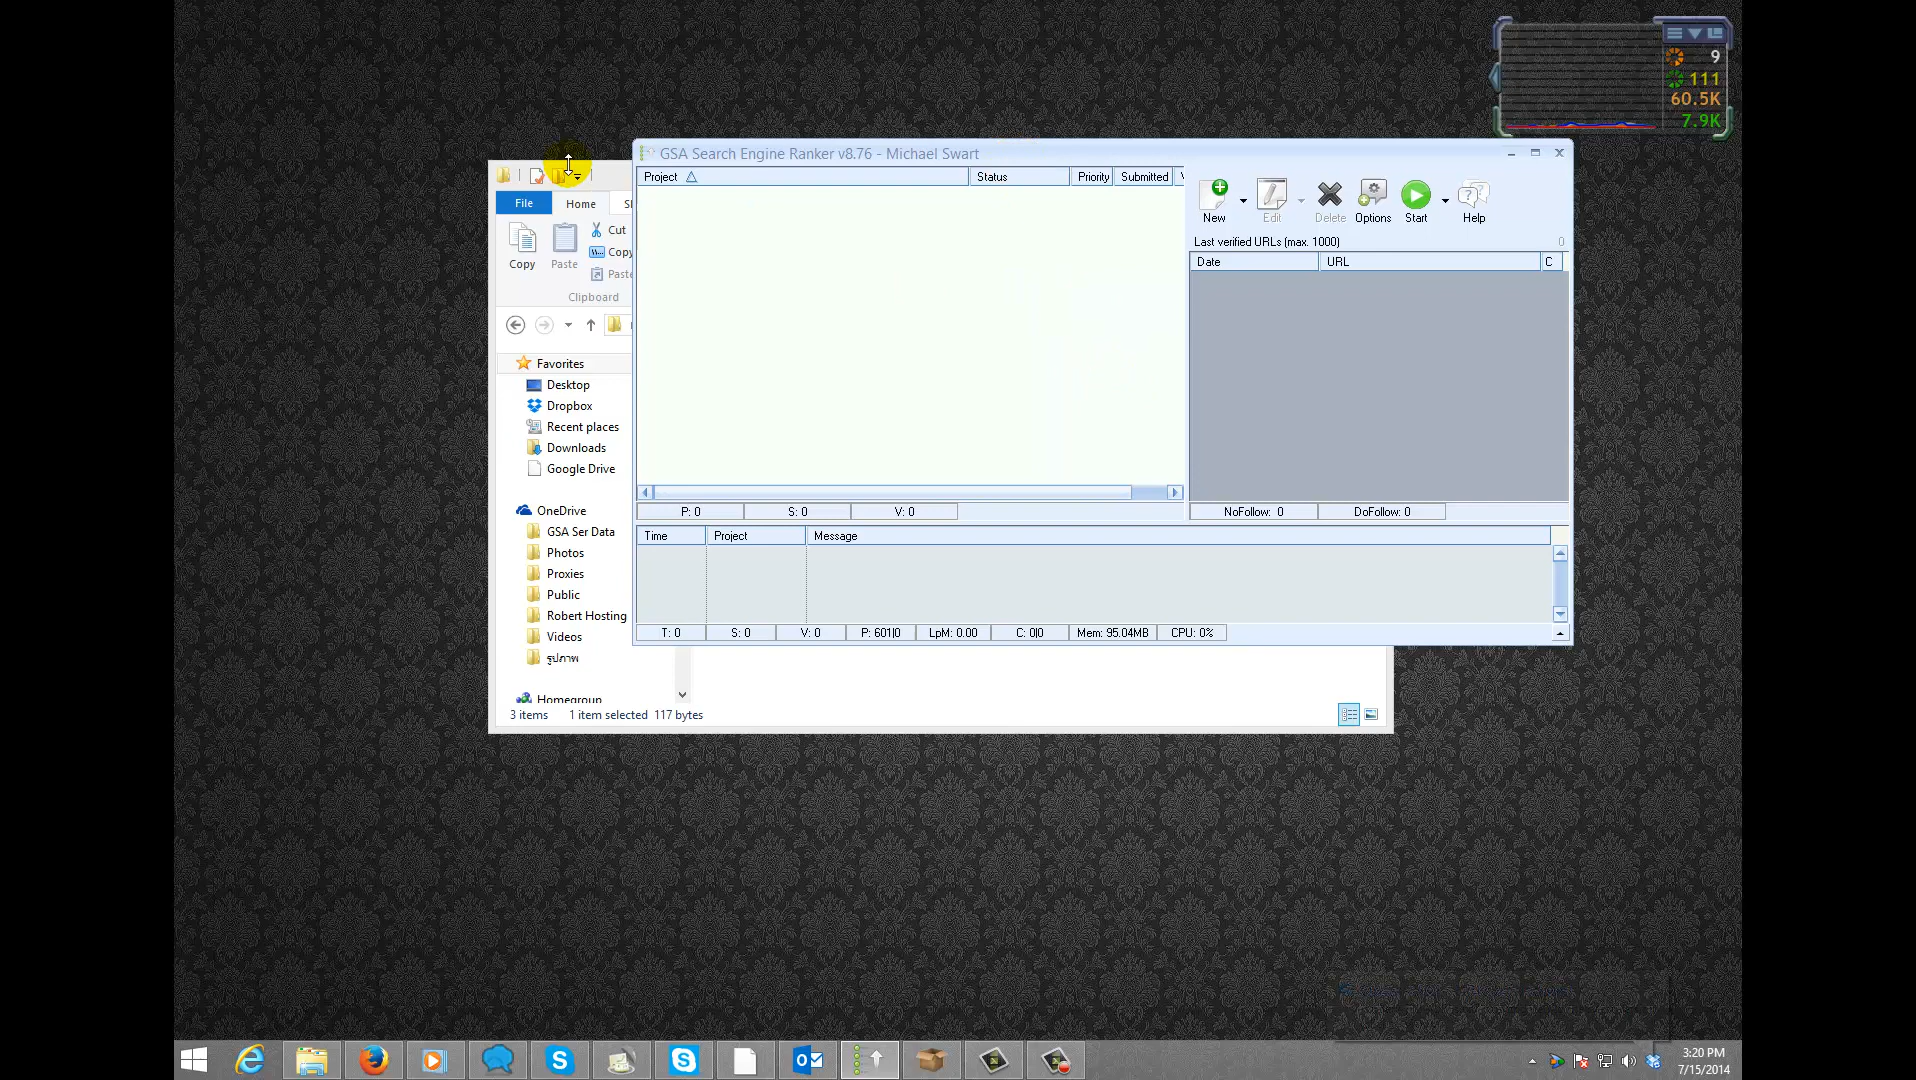 9
111
60.5K
7.9K
GSA Search Engine Ranker v8.76 - Michael Swart
Project Status Priority Submitted
New Edit Delete Options Start Help
Last verified URLs (max. 1000) 0
Date URL C
P: 0 S: 0 V: 0
NoFollow: 0 DoFollow: 0
Time Project Message
T: 0 S: 0 V: 0 P: 601|0 LpM: 0.00 C: 0|0 Mem: 95.04MB CPU: 0%
File Home
Copy Paste
Cut
Copy
Paste
Clipboard
Favorites
Desktop
Dropbox
Recent places
Downloads
Google Drive
OneDrive
GSA Ser Data
Photos
Proxies
Public
Robert Hosting
Videos
รูปภาพ
Homegroup
3 items 1 item selected 117 bytes
3:20 PM
7/15/2014